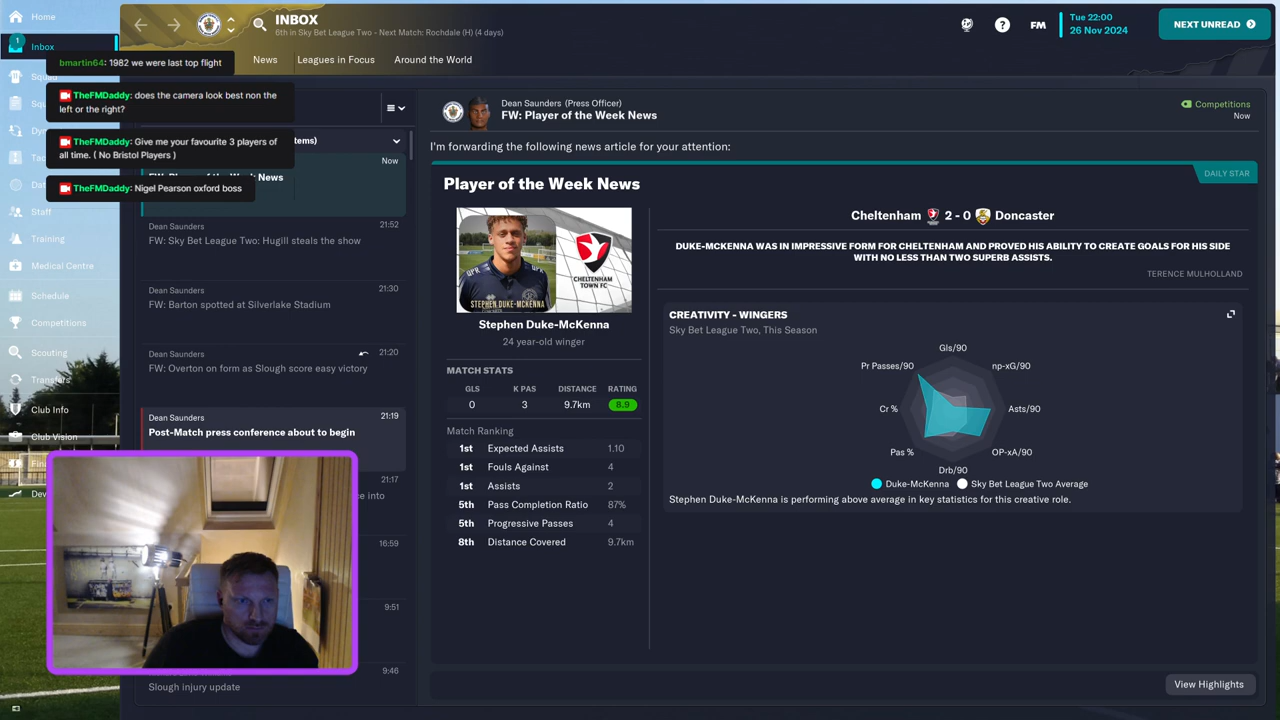 Home
INBOX
6th in Sky Bet League Two - Next Match: Rochdale (H) (4 days)
FM
Tue 22:00
26 Nov 2024
NEXT UNREAD
1
Inbox
News
Leagues in Focus
Around the World
bmartin64: 1982 we were last top flight
TheFMDaddy: does the camera look best non the
left or the right?
TheFMDaddy: Give me your favourite 3 players of
all time. ( No Bristol Players )
TheFMDaddy: Nigel Pearson oxford boss
Staff
Training
Medical Centre
Schedule
Competitions
Scouting
Transfers
Club Info
Club Vision
Now
Dean Saunders
21:52
FW: Sky Bet League Two: Hugill steals the show
Dean Saunders
21:30
FW: Barton spotted at Silverlake Stadium
Dean Saunders
21:20
FW: Overton on form as Slough score easy victory
Dean Saunders
21:19
Post-Match press conference about to begin
21:17
16:59
9:51
9:46
Slough injury update
Dean Saunders (Press Officer)
FW: Player of the Week News
Competitions
Now
I'm forwarding the following news article for your attention:
DAILY STAR
Player of the Week News
STEPHEN DUKE-MCKENNA
CHELTENHAM
TOWN FC
Stephen Duke-McKenna
24 year-old winger
MATCH STATS
GLS K PAS DISTANCE RATING
0 3 9.7km 8.9
Match Ranking
1st Expected Assists 1.10
1st Fouls Against 4
1st Assists 2
5th Pass Completion Ratio 87%
5th Progressive Passes 4
8th Distance Covered 9.7km
Cheltenham 2 - 0 Doncaster
DUKE-MCKENNA WAS IN IMPRESSIVE FORM FOR CHELTENHAM AND PROVED HIS ABILITY TO CREATE GOALS FOR HIS SIDE
WITH NO LESS THAN TWO SUPERB ASSISTS.
TERENCE MULHOLLAND
CREATIVITY - WINGERS
Sky Bet League Two, This Season
Gls/90
Pr Passes/90
np-xG/90
Cr %
Asts/90
Pas %
OP-xA/90
Drb/90
Duke-McKenna
Sky Bet League Two Average
Stephen Duke-McKenna is performing above average in key statistics for this creative role.
View Highlights